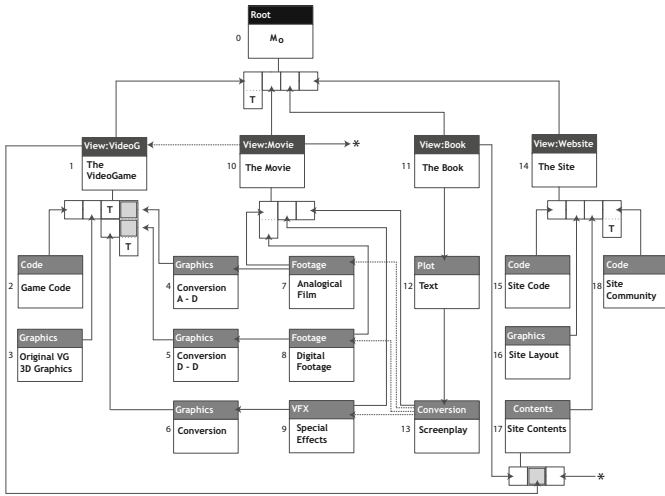 Root
0
Mo
T
View:VideoG
1
The
VideoGame
View:Movie
*
10
The Movie
View:Book
11
The Book
View:Website
14
The Site
T
T
T
Code
2
Game Code
Graphics
4
Conversion
A - D
Footage
7
Analogical
Film
Plot
12
Text
Code
15
Site Code
Code
18
Site
Community
Graphics
3
Original VG
3D Graphics
Graphics
5
Conversion
D - D
Footage
8
Digital
Footage
Graphics
16
Site Layout
Graphics
6
Conversion
VFX
9
Special
Effects
Conversion
13
Screenplay
Contents
17
Site Contents
*